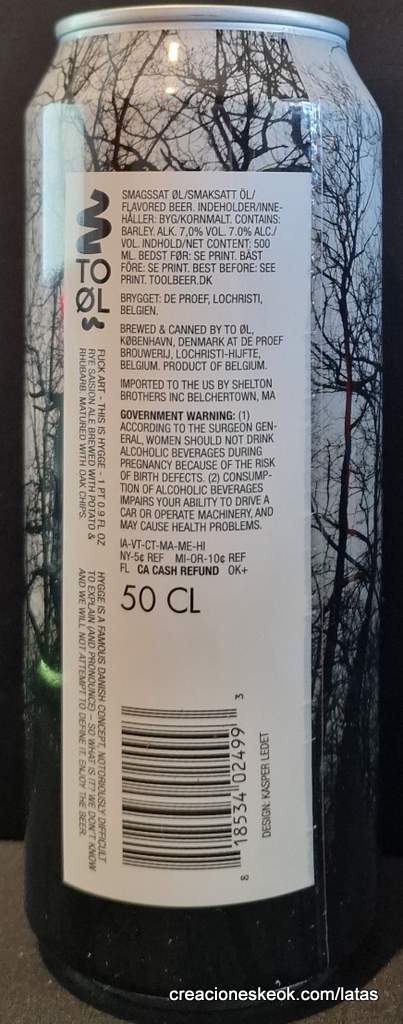 TO
ØL
SMAGSSAT ØL/SMAKSATT ÖL/
FLAVORED BEER. INDEHOLDER/INNE-
HÅLLER: BYG/KORNMALT. CONTAINS:
BARLEY. ALK. 7,0% VOL. 7.0% ALC./
VOL. INDHOLD/NET CONTENT: 500
ML. BEDST FØR: SE PRINT. BÄST
FÖRE: SE PRINT. BEST BEFORE: SEE
PRINT. TOOLBEER.DK
BRYGGET: DE PROEF, LOCHRISTI,
BELGIEN.
BREWED & CANNED BY TO ØL,
KØBENHAVN, DENMARK AT DE PROEF
BROUWERIJ, LOCHRISTI-HIJFTE,
BELGIUM. PRODUCT OF BELGIUM.
IMPORTED TO THE US BY SHELTON
BROTHERS INC BELCHERTOWN, MA
GOVERNMENT WARNING: (1)
ACCORDING TO THE SURGEON GEN-
ERAL, WOMEN SHOULD NOT DRINK
ALCOHOLIC BEVERAGES DURING
PREGNANCY BECAUSE OF THE RISK
OF BIRTH DEFECTS. (2) CONSUMP-
TION OF ALCOHOLIC BEVERAGES
IMPAIRS YOUR ABILITY TO DRIVE A
CAR OR OPERATE MACHINERY, AND
MAY CAUSE HEALTH PROBLEMS.
IA-VT-CT-MA-ME-HI
NY-5¢ REF MI-OR-10¢ REF
FL CA CASH REFUND OK+
50 CL
FUCK ART - THIS IS HYGGE - 1 PT 0.9 FL OZ
RYE SAISION ALE BREWED WITH POTATO &
RHUBARB. MATURED WITH OAK CHIPS.
HYGGE IS A FAMOUS DANISH CONCEPT, NOTORIOUSLY DIFFICULT
TO EXPLAIN (AND PRONOUNCE) – SO WHAT IS IT? WE DON'T KNOW
AND WE WILL NOT ATTEMPT TO DEFINE IT. ENJOY THE BEER.
8 18534 02499 3
DESIGN: KASPER LEDET
creacioneskeok.com/latas